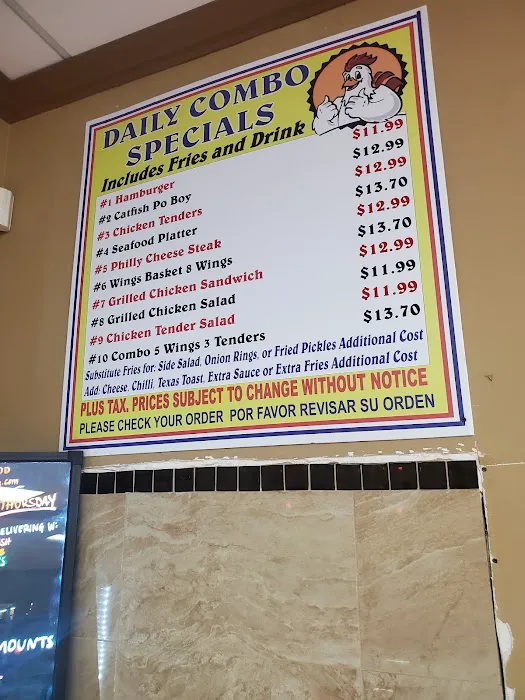 DAILY COMBO
SPECIALS
Includes Fries and Drink
#1 Hamburger $11.99
#2 Catfish Po Boy $12.99
#3 Chicken Tenders $12.99
#4 Seafood Platter $13.70
#5 Philly Cheese Steak $12.99
#6 Wings Basket 8 Wings $13.70
#7 Grilled Chicken Sandwich $12.99
#8 Grilled Chicken Salad $11.99
#9 Chicken Tender Salad $11.99
#10 Combo 5 Wings 3 Tenders $13.70
Substitute Fries for: Side Salad, Onion Rings, or Fried Pickles Additional Cost
Add: Cheese, Chilli, Texas Toast, Extra Sauce or Extra Fries Additional Cost
PLUS TAX. PRICES SUBJECT TO CHANGE WITHOUT NOTICE
PLEASE CHECK YOUR ORDER POR FAVOR REVISAR SU ORDEN
OD
.com
THURSDAY
ELIVERING W:
SH
MOUNTS